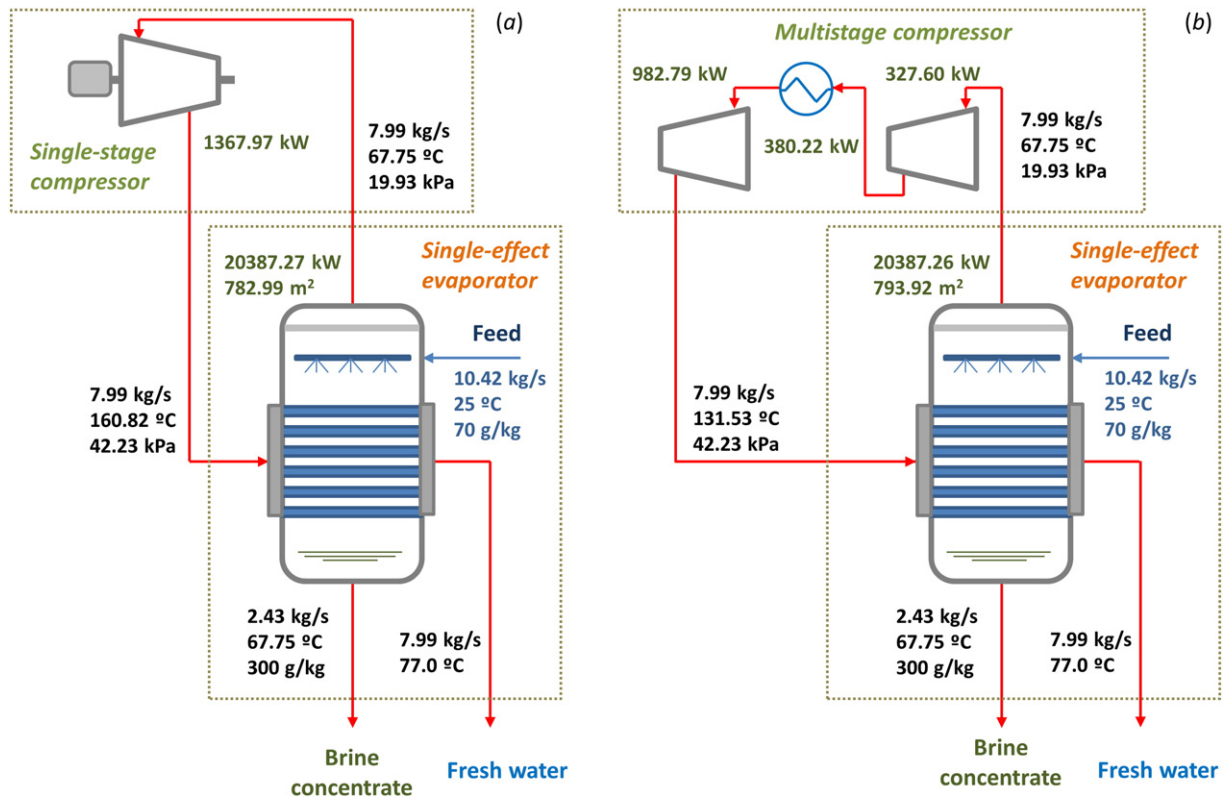 (a)
Single-stage
compressor
1367.97 kW
7.99 kg/s
67.75 ºC
19.93 kPa
20387.27 kW
782.99 m²
Single-effect
evaporator
Feed
10.42 kg/s
25 ºC
70 g/kg
7.99 kg/s
160.82 ºC
42.23 kPa
2.43 kg/s
67.75 ºC
300 g/kg
7.99 kg/s
77.0 ºC
Brine
concentrate
Fresh water
(b)
Multistage compressor
982.79 kW
327.60 kW
380.22 kW
7.99 kg/s
67.75 ºC
19.93 kPa
20387.26 kW
793.92 m²
Single-effect
evaporator
Feed
10.42 kg/s
25 ºC
70 g/kg
7.99 kg/s
131.53 ºC
42.23 kPa
2.43 kg/s
67.75 ºC
300 g/kg
7.99 kg/s
77.0 ºC
Brine
concentrate
Fresh water